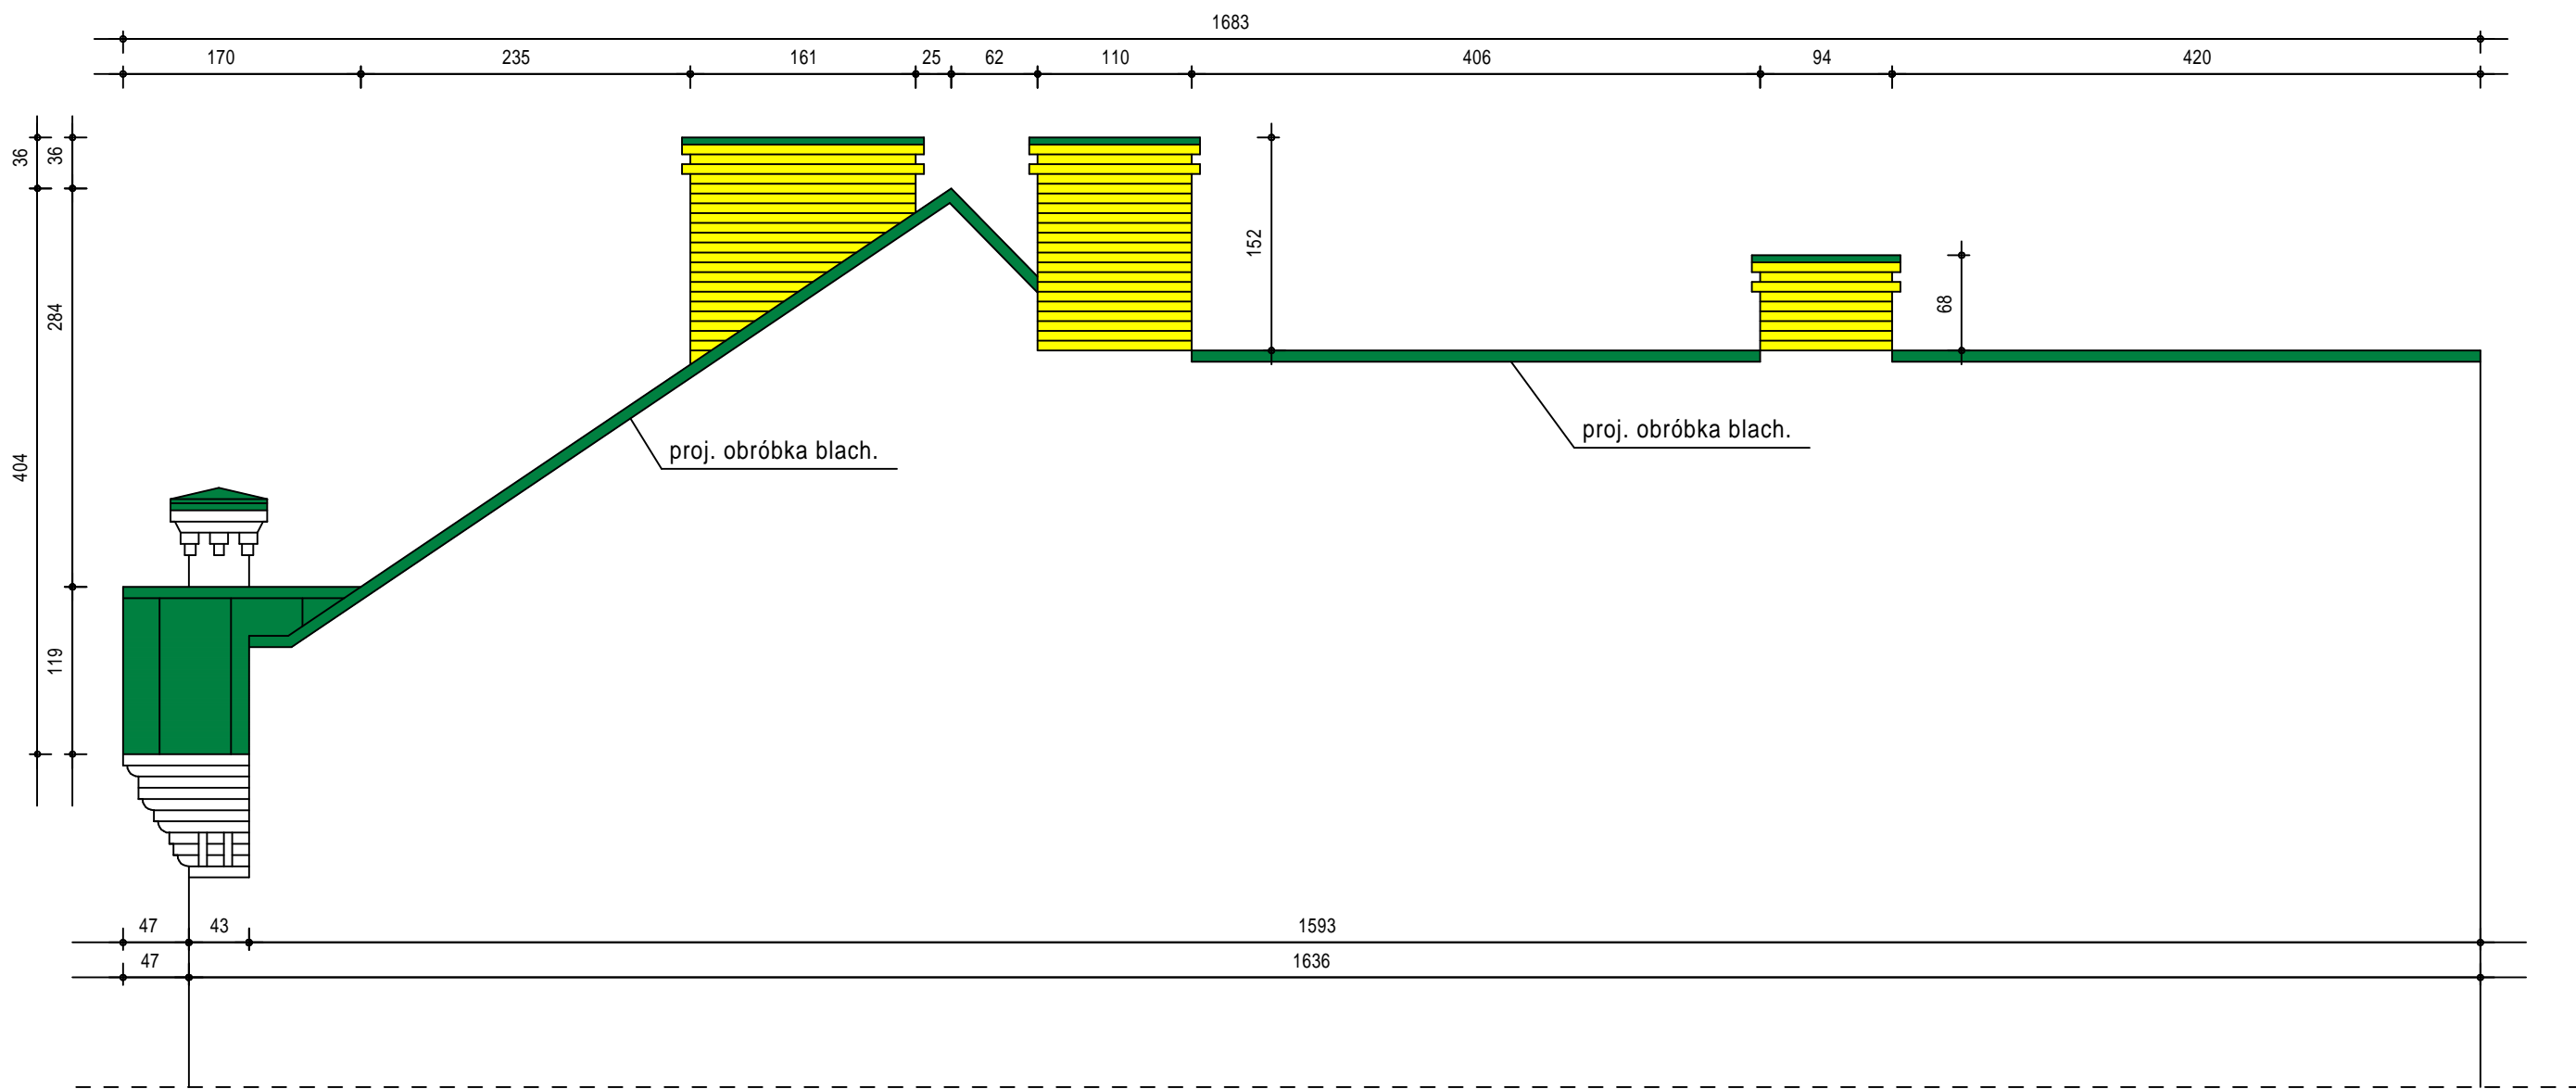 1683
170 235 161 25 62 110 406 94 420
36 36
152
284
68
proj. obróbka blach.
proj. obróbka blach.
404
119
47 43 1593
47 1636